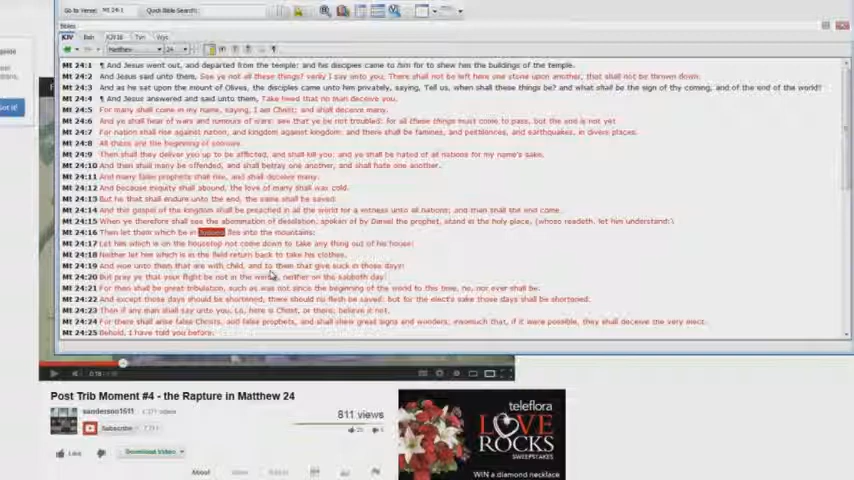 Go to Verse: Mt 24:1 Quick Bible Search:
Bibles
KJV Bish KJV16 Tyn Wyc
Matthew 24
Mt 24:1 ¶ And Jesus went out, and departed from the temple: and his disciples came to him for to shew him the buildings of the temple.
Mt 24:2 And Jesus said unto them, See ye not all these things? verily I say unto you, There shall not be left here one stone upon another, that shall not be thrown down.
Mt 24:3 And as he sat upon the mount of Olives, the disciples came unto him privately, saying, Tell us, when shall these things be? and what shall be the sign of thy coming, and of the end of the world?
Mt 24:4 ¶ And Jesus answered and said unto them, Take heed that no man deceive you.
Mt 24:5 For many shall come in my name, saying, I am Christ; and shall deceive many.
Mt 24:6 And ye shall hear of wars and rumours of wars: see that ye be not troubled: for all these things must come to pass, but the end is not yet.
Mt 24:7 For nation shall rise against nation, and kingdom against kingdom: and there shall be famines, and pestilences, and earthquakes, in divers places.
Mt 24:8 All these are the beginning of sorrows.
Mt 24:9 Then shall they deliver you up to be afflicted, and shall kill you: and ye shall be hated of all nations for my name's sake.
Mt 24:10 And then shall many be offended, and shall betray one another, and shall hate one another.
Mt 24:11 And many false prophets shall rise, and shall deceive many.
Mt 24:12 And because iniquity shall abound, the love of many shall wax cold.
Mt 24:13 But he that shall endure unto the end, the same shall be saved.
Mt 24:14 And this gospel of the kingdom shall be preached in all the world for a witness unto all nations; and then shall the end come.
Mt 24:15 When ye therefore shall see the abomination of desolation, spoken of by Daniel the prophet, stand in the holy place, (whoso readeth, let him understand:)
Mt 24:16 Then let them which be in Judaea flee into the mountains:
Mt 24:17 Let him which is on the housetop not come down to take any thing out of his house:
Mt 24:18 Neither let him which is in the field return back to take his clothes.
Mt 24:19 And woe unto them that are with child, and to them that give suck in those days!
Mt 24:20 But pray ye that your flight be not in the winter, neither on the sabbath day:
Mt 24:21 For then shall be great tribulation, such as was not since the beginning of the world to this time, no, nor ever shall be.
Mt 24:22 And except those days should be shortened, there should no flesh be saved: but for the elect's sake those days shall be shortened.
Mt 24:23 Then if any man shall say unto you, Lo, here is Christ, or there; believe it not.
Mt 24:24 For there shall arise false Christs, and false prophets, and shall shew great signs and wonders; insomuch that, if it were possible, they shall deceive the very elect.
Mt 24:25 Behold, I have told you before.
Post Trib Moment #4 - the Rapture in Matthew 24
sanderson1611
Subscribe
811 views
Like
Download Video
About
teleflora
LOVE
ROCKS
SWEEPSTAKES
WIN a diamond necklace